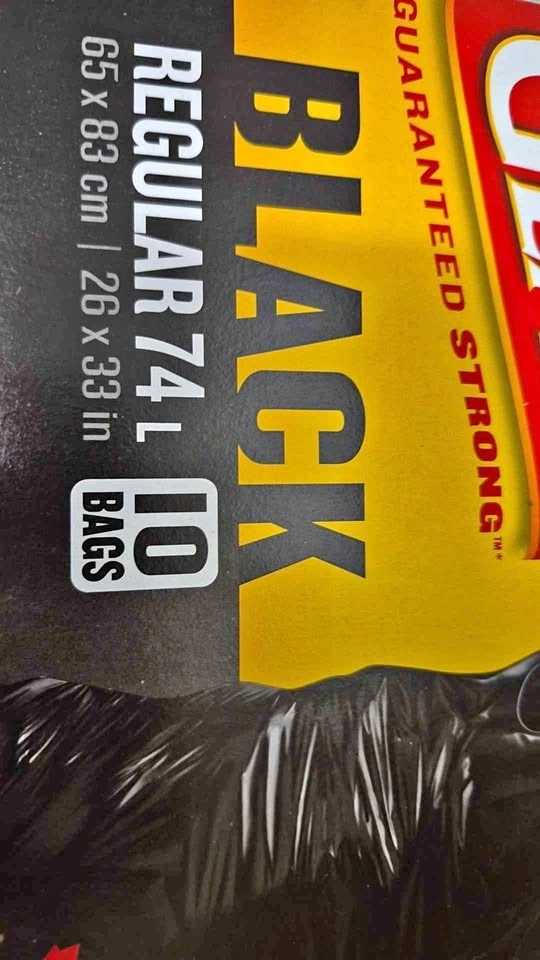 GUARANTEED STRONG™*
BLACK
REGULAR 74 L
65 x 83 cm | 26 x 33 in
10
BAGS